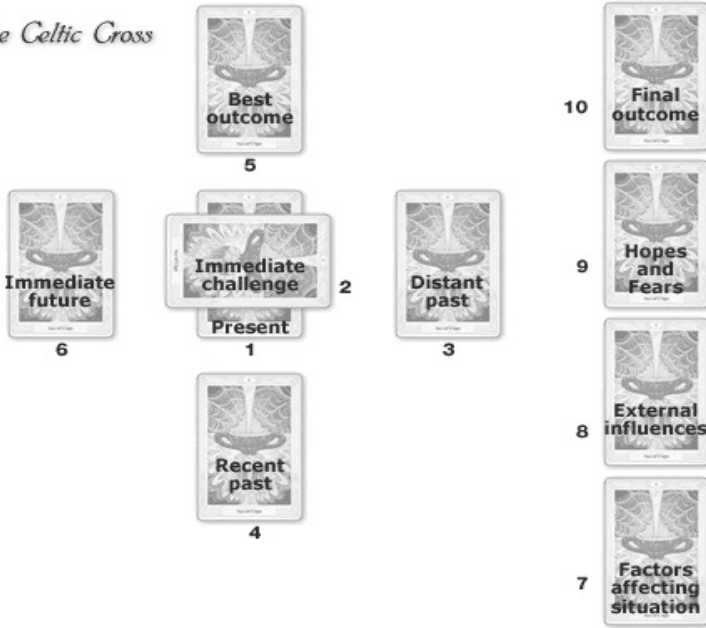 e Celtic Cross
Best
outcome
5
10
Final
outcome
Immediate
future
6
Immediate
challenge
2
Present
1
Distant
past
3
9
Hopes
and
Fears
Recent
past
4
8
External
influences
7
Factors
affecting
situation